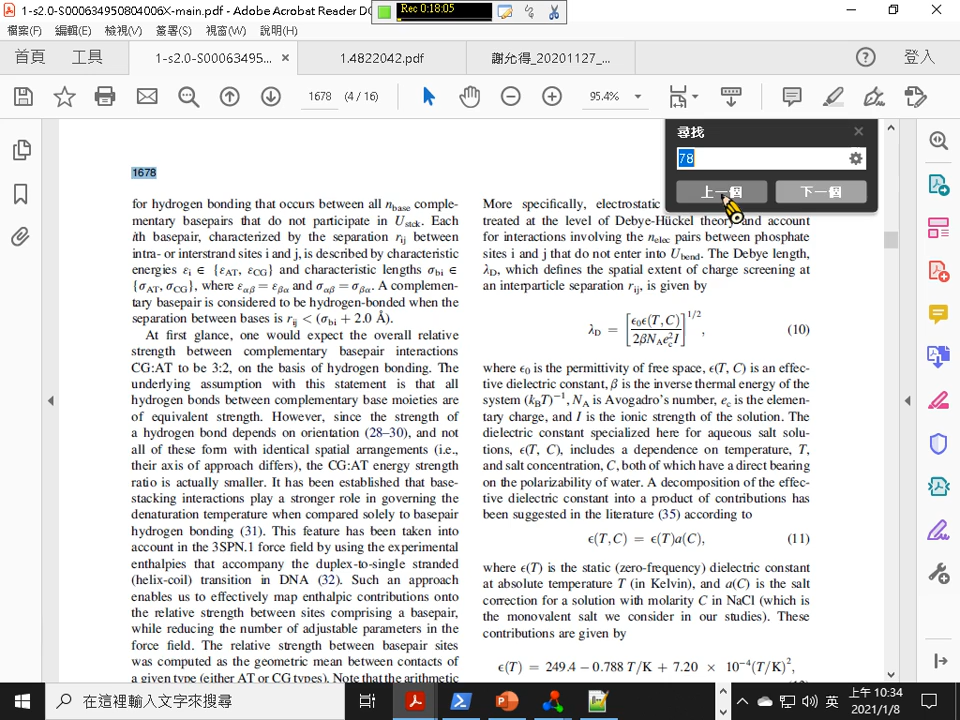 1-s2.0-S000634950804006X-main.pdf - Adobe Acrobat Reader DC
Rec 0:18:05
檔案(F) 編輯(E) 檢視(V) 簽署(S) 視窗(W) 說明(H)
首頁 工具 1-s2.0-S00063495... × 1.4822042.pdf 謝允得_20201127_... 登入
1678 (4 / 16) 95.4%
尋找
78
上一個 下一個
1678
for hydrogen bonding that occurs between all n_base comple-
mentary basepairs that do not participate in U_stck. Each
ith basepair, characterized by the separation r_ij between
intra- or interstrand sites i and j, is described by characteristic
energies ε_i ∈ {ε_AT, ε_CG} and characteristic lengths σ_bi ∈
{σ_AT, σ_CG}, where ε_αβ = ε_βα and σ_αβ = σ_βα. A complemen-
tary basepair is considered to be hydrogen-bonded when the
separation between bases is r_ij < (σ_bi + 2.0 Å).
At first glance, one would expect the overall relative
strength between complementary basepair interactions
CG:AT to be 3:2, on the basis of hydrogen bonding. The
underlying assumption with this statement is that all
hydrogen bonds between complementary base moieties are
of equivalent strength. However, since the strength of
a hydrogen bond depends on orientation (28–30), and not
all of these form with identical spatial arrangements (i.e.,
their axis of approach differs), the CG:AT energy strength
ratio is actually smaller. It has been established that base-
stacking interactions play a stronger role in governing the
denaturation temperature when compared solely to basepair
hydrogen bonding (31). This feature has been taken into
account in the 3SPN.1 force field by using the experimental
enthalpies that accompany the duplex-to-single stranded
(helix-coil) transition in DNA (32). Such an approach
enables us to effectively map enthalpic contributions onto
the relative strength between sites comprising a basepair,
while reducing the number of adjustable parameters in the
force field. The relative strength between basepair sites
was computed as the geometric mean between contacts of
a given type (either AT or CG types). Note that the arithmetic
More specifically, electrostatic
treated at the level of Debye-Hückel theory and account
for interactions involving the n_elec pairs between phosphate
sites i and j that do not enter into U_bend. The Debye length,
λ_D, which defines the spatial extent of charge screening at
an interparticle separation r_ij, is given by
λ_D = [ϵ_0ϵ(T, C) / 2βN_A e_c^2 I]^1/2, (10)
where ϵ_0 is the permittivity of free space, ϵ(T, C) is an effec-
tive dielectric constant, β is the inverse thermal energy of the
system (k_BT)^−1, N_A is Avogadro's number, e_c is the elemen-
tary charge, and I is the ionic strength of the solution. The
dielectric constant specialized here for aqueous salt solu-
tions, ϵ(T, C), includes a dependence on temperature, T,
and salt concentration, C, both of which have a direct bearing
on the polarizability of water. A decomposition of the effec-
tive dielectric constant into a product of contributions has
been suggested in the literature (35) according to
ϵ(T, C) = ϵ(T)a(C), (11)
where ϵ(T) is the static (zero-frequency) dielectric constant
at absolute temperature T (in Kelvin), and a(C) is the salt
correction for a solution with molarity C in NaCl (which is
the monovalent salt we consider in our studies). These
contributions are given by
ϵ(T) = 249.4 − 0.788 T/K + 7.20 × 10^−4(T/K)^2,
在這裡輸入文字來搜尋
英 上午 10:34
2021/1/8